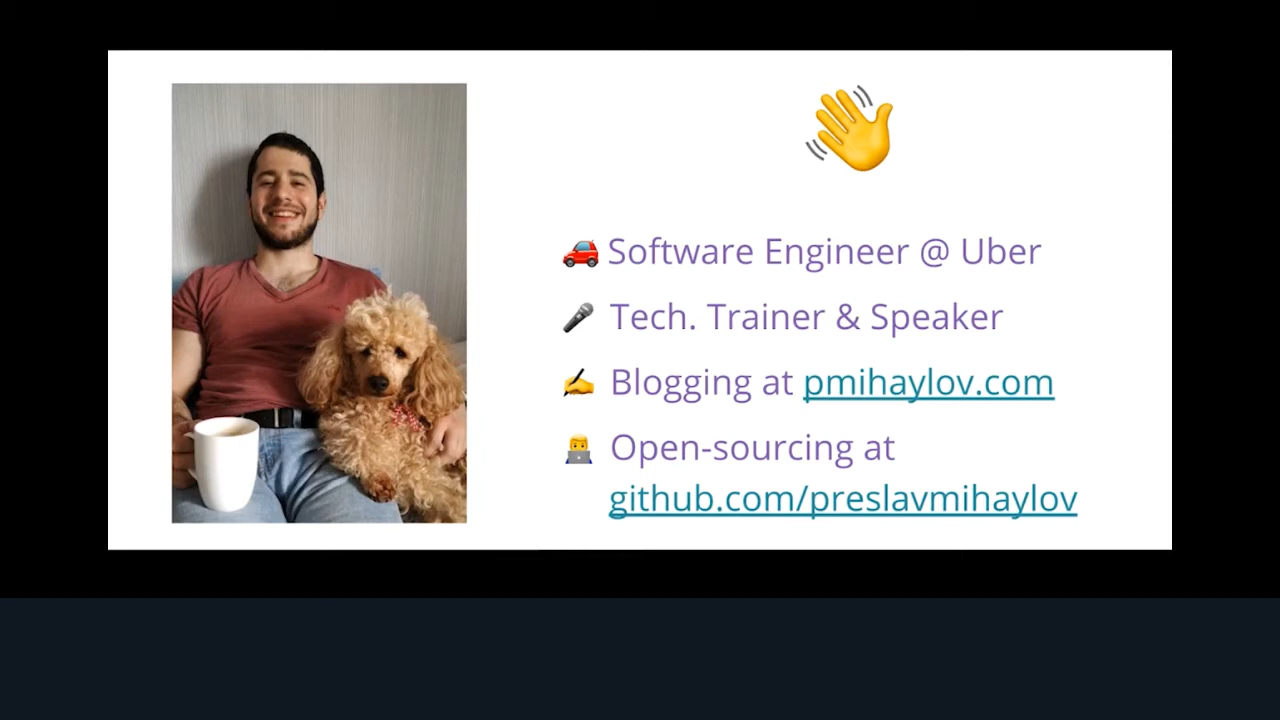 Software Engineer @ Uber
Tech. Trainer & Speaker
Blogging at pmihaylov.com
Open-sourcing at
github.com/preslavmihaylov